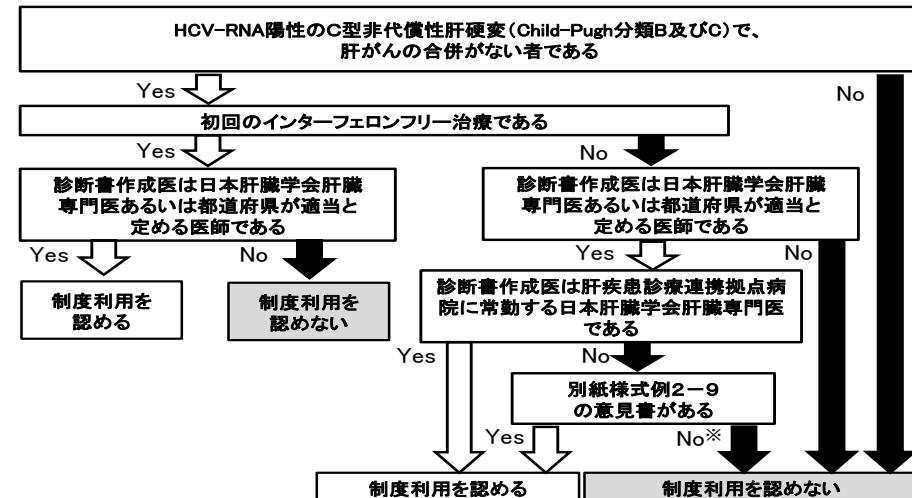 HCV-RNA陽性のC型非代償性肝硬変(Child-Pugh分類B及びC)で、
肝がんの合併がない者である
Yes
No
初回のインターフェロンフリー治療である
Yes
No
診断書作成医は日本肝臓学会肝臓
専門医あるいは都道府県が適当と
定める医師である
診断書作成医は日本肝臓学会肝臓
専門医あるいは都道府県が適当と
定める医師である
Yes
No
Yes
No
制度利用を
認める
制度利用を
認めない
診断書作成医は肝疾患診療連携拠点病
院に常勤する日本肝臓学会肝臓専門医
である
Yes
No
別紙様式例2-9
の意見書がある
Yes
No※
制度利用を認める
制度利用を認めない